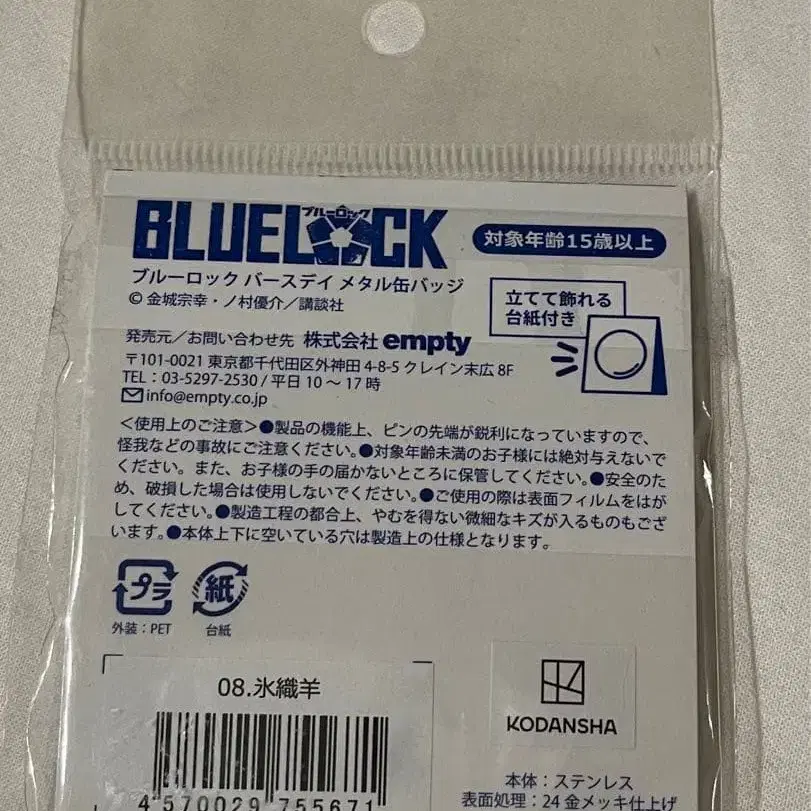 BLUELOCK
ブルーロック
対象年齢15歳以上
ブルーロック バースデイ メタル缶バッジ
© 金城宗幸・ノ村優介／講談社
立てて飾れる
台紙付き
発売元／お問い合わせ先 株式会社 empty
〒101-0021 東京都千代田区外神田 4-8-5 クレイン末広 8F
TEL：03-5297-2530 / 平日 10 〜 17 時
info@empty.co.jp
＜使用上のご注意＞●製品の機能上、ピンの先端が鋭利になっていますので、
怪我などの事故にご注意ください。●対象年齢未満のお子様には絶対与えないで
ください。また、お子様の手の届かないところに保管してください。●安全のた
め、破損した場合は使用しないでください。●ご使用の際は表面フィルムをはが
してください。●製造工程の都合上、やむを得ない微細なキズが入るものもござ
います。●本体上下に空いている穴は製造上の仕様となります。
プラ
紙
外装：PET
台紙
08.氷織羊
4 570029 755671
KODANSHA
本体：ステンレス
表面処理：24 金メッキ仕上げ